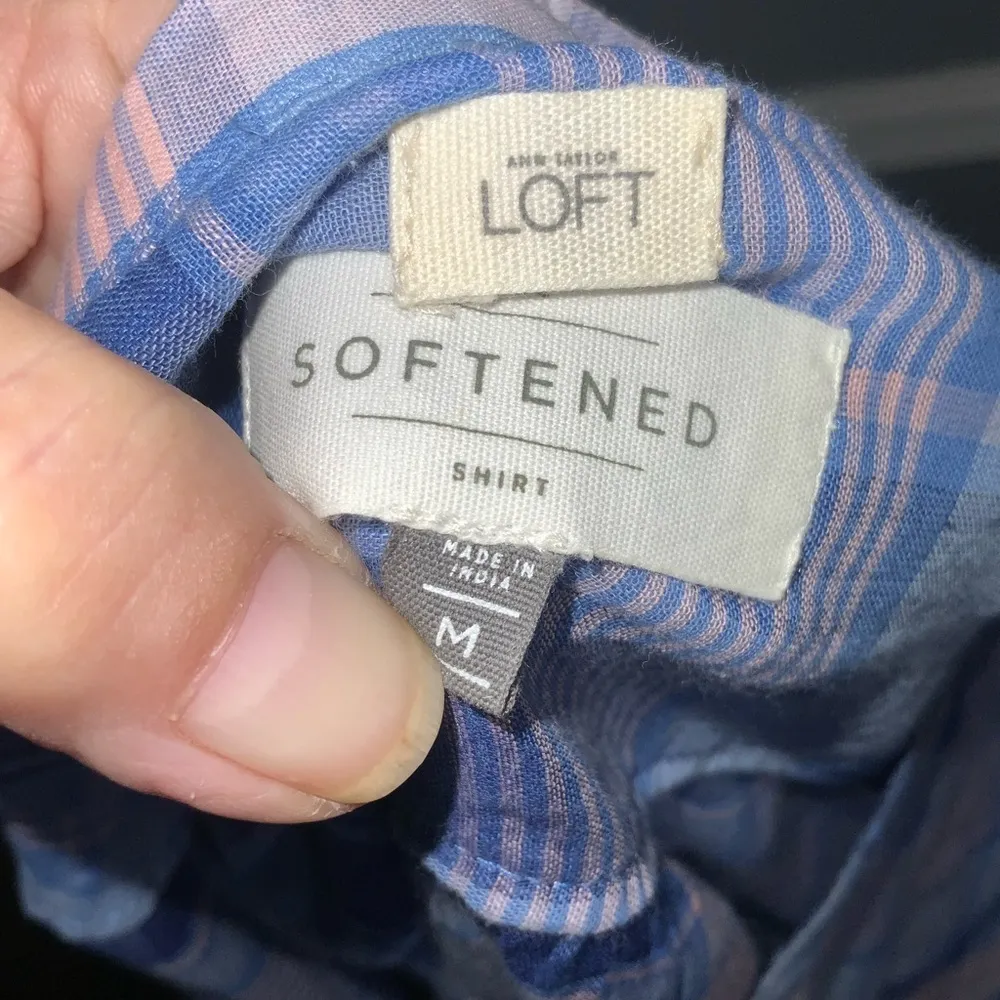 ANN TAYLOR
LOFT
SOFTENED
SHIRT
MADE IN
INDIA
M